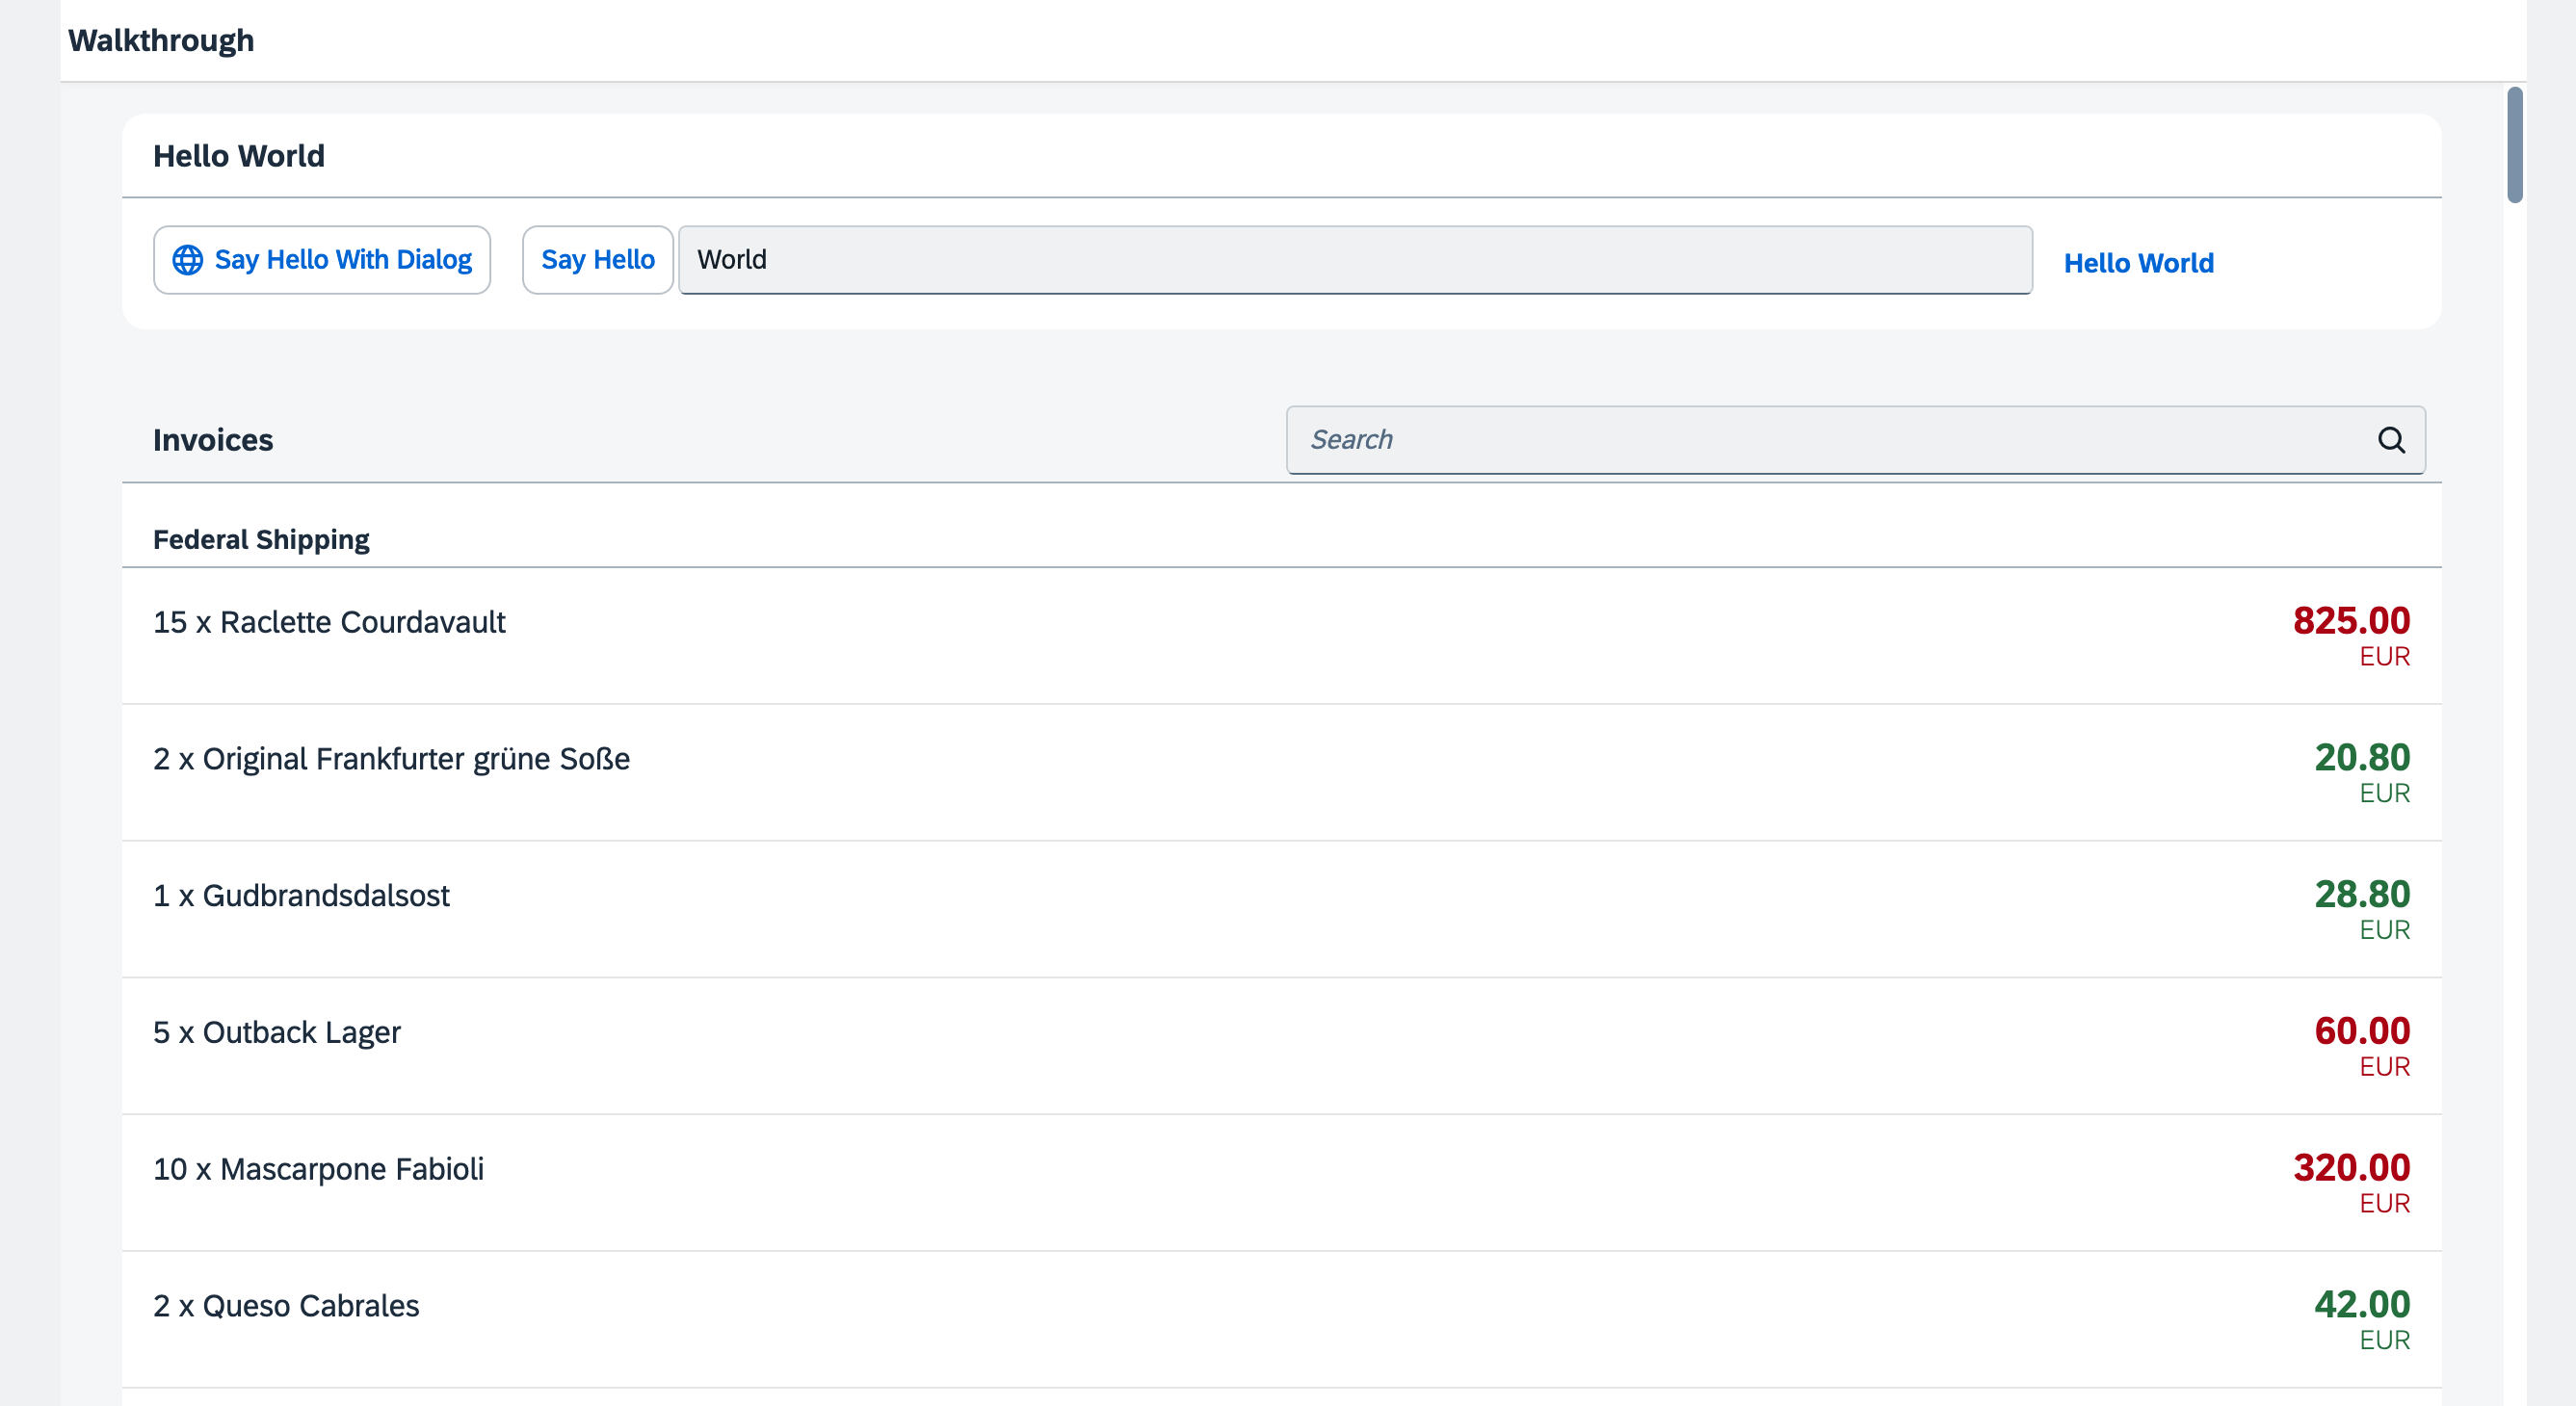 Walkthrough
Hello World
Say Hello With Dialog Say Hello World Hello World
Invoices Search
Federal Shipping
15 x Raclette Courdavault 825.00
EUR
2 x Original Frankfurter grüne Soße 20.80
EUR
1 x Gudbrandsdalsost 28.80
EUR
5 x Outback Lager 60.00
EUR
10 x Mascarpone Fabioli 320.00
EUR
2 x Queso Cabrales 42.00
EUR